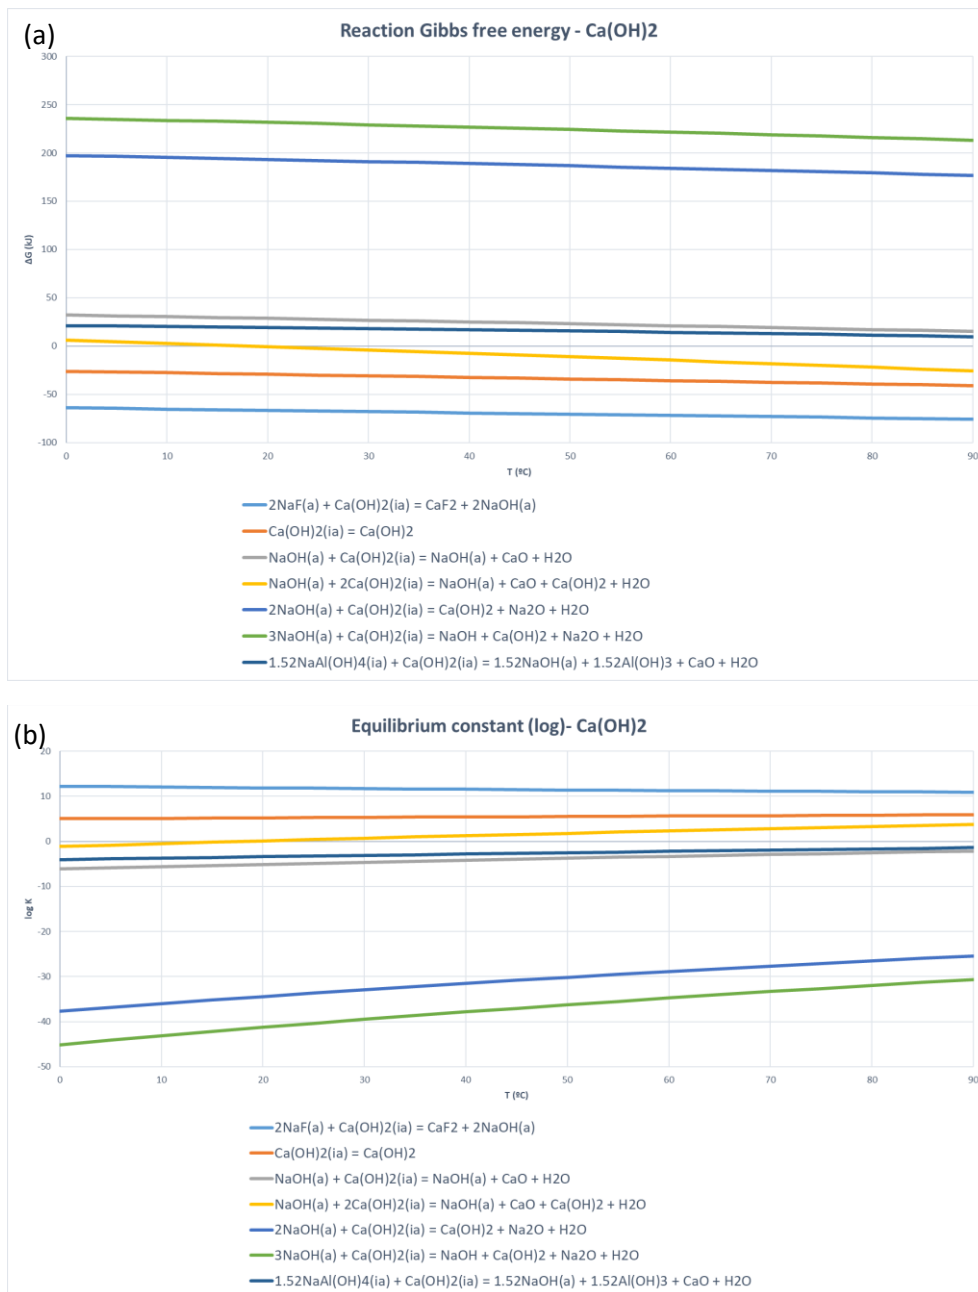 (a)
Reaction Gibbs free energy - Ca(OH)2
300
250
200
150
100
50
0
-50
-100
ΔG (kJ)
0 10 20 30 40 50 60 70 80 90
T (ºC)
2NaF(a) + Ca(OH)2(ia) = CaF2 + 2NaOH(a)
Ca(OH)2(ia) = Ca(OH)2
NaOH(a) + Ca(OH)2(ia) = NaOH(a) + CaO + H2O
NaOH(a) + 2Ca(OH)2(ia) = NaOH(a) + CaO + Ca(OH)2 + H2O
2NaOH(a) + Ca(OH)2(ia) = Ca(OH)2 + Na2O + H2O
3NaOH(a) + Ca(OH)2(ia) = NaOH + Ca(OH)2 + Na2O + H2O
1.52NaAl(OH)4(ia) + Ca(OH)2(ia) = 1.52NaOH(a) + 1.52Al(OH)3 + CaO + H2O
(b)
Equilibrium constant (log)- Ca(OH)2
20
10
0
-10
-20
-30
-40
-50
log K
0 10 20 30 40 50 60 70 80 90
T (ºC)
2NaF(a) + Ca(OH)2(ia) = CaF2 + 2NaOH(a)
Ca(OH)2(ia) = Ca(OH)2
NaOH(a) + Ca(OH)2(ia) = NaOH(a) + CaO + H2O
NaOH(a) + 2Ca(OH)2(ia) = NaOH(a) + CaO + Ca(OH)2 + H2O
2NaOH(a) + Ca(OH)2(ia) = Ca(OH)2 + Na2O + H2O
3NaOH(a) + Ca(OH)2(ia) = NaOH + Ca(OH)2 + Na2O + H2O
1.52NaAl(OH)4(ia) + Ca(OH)2(ia) = 1.52NaOH(a) + 1.52Al(OH)3 + CaO + H2O